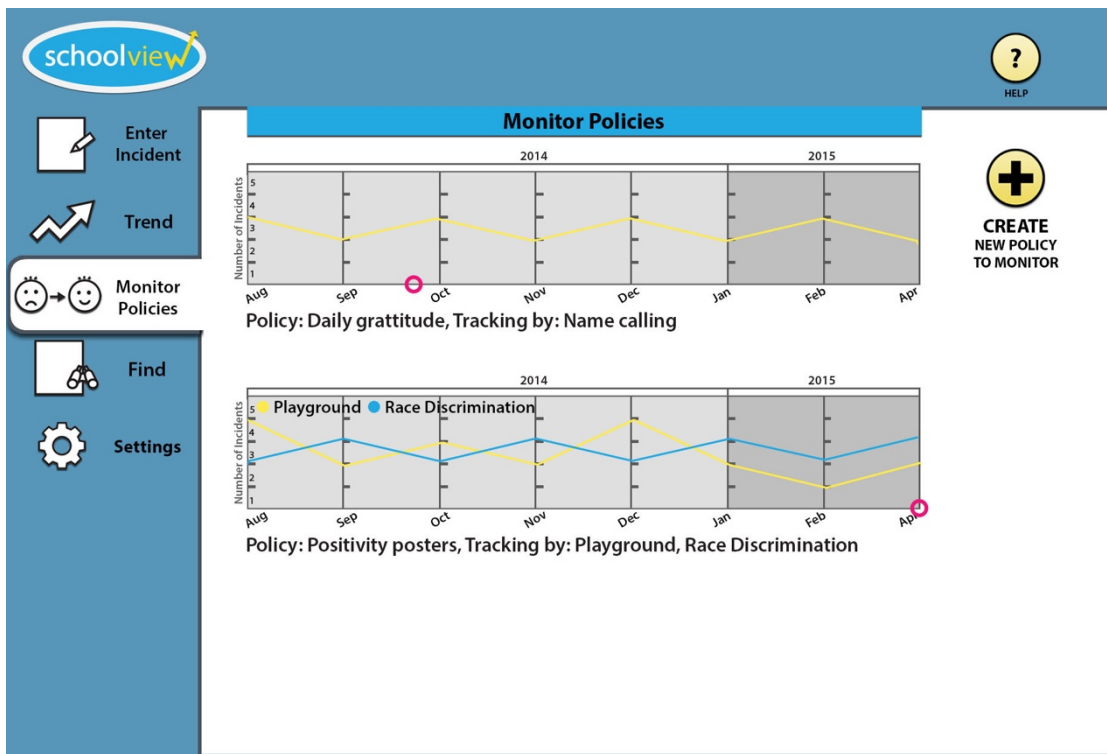 schoolview
?
HELP
Enter
Incident
Trend
Monitor
Policies
Find
Settings
Monitor Policies
2014 2015
Number of Incidents
5
4
3
2
1
Aug Sep Oct Nov Dec Jan Feb Apr
Policy: Daily grattitude, Tracking by: Name calling
2014 2015
Playground Race Discrimination
Number of Incidents
5
4
3
2
1
Aug Sep Oct Nov Dec Jan Feb Apr
Policy: Positivity posters, Tracking by: Playground, Race Discrimination
CREATE
NEW POLICY
TO MONITOR